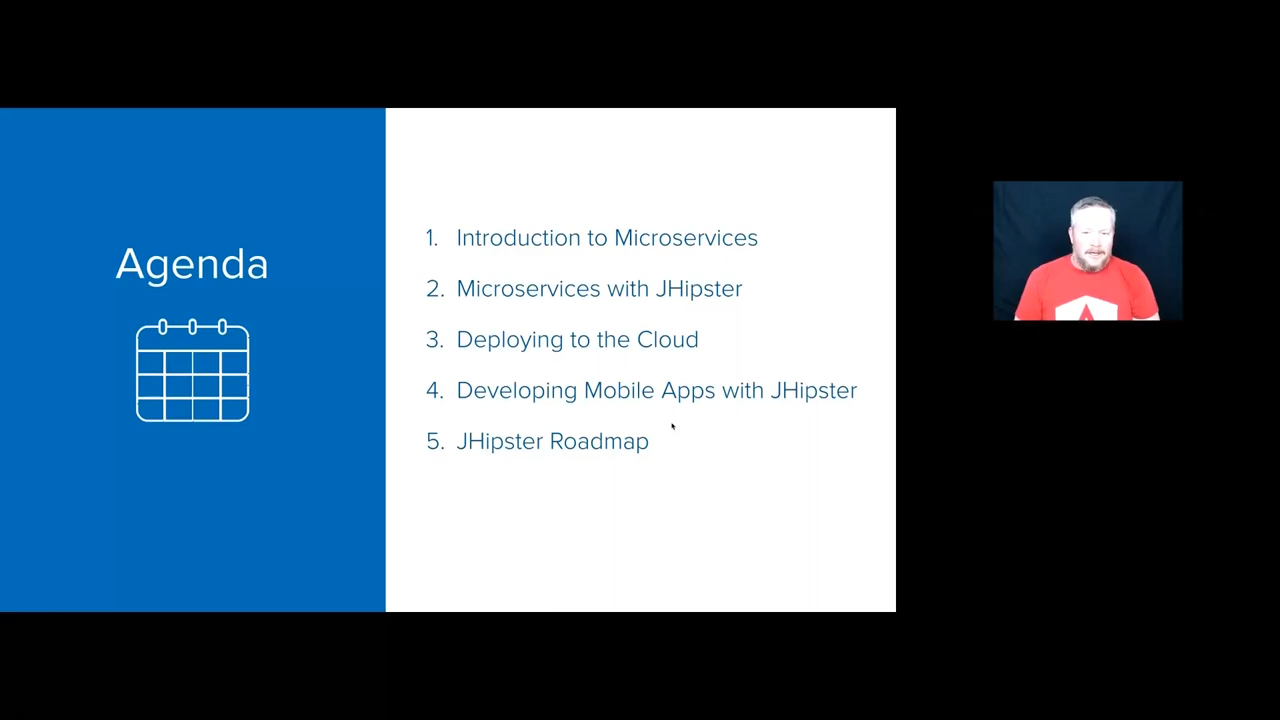 Agenda
1. Introduction to Microservices
2. Microservices with JHipster
3. Deploying to the Cloud
4. Developing Mobile Apps with JHipster
5. JHipster Roadmap